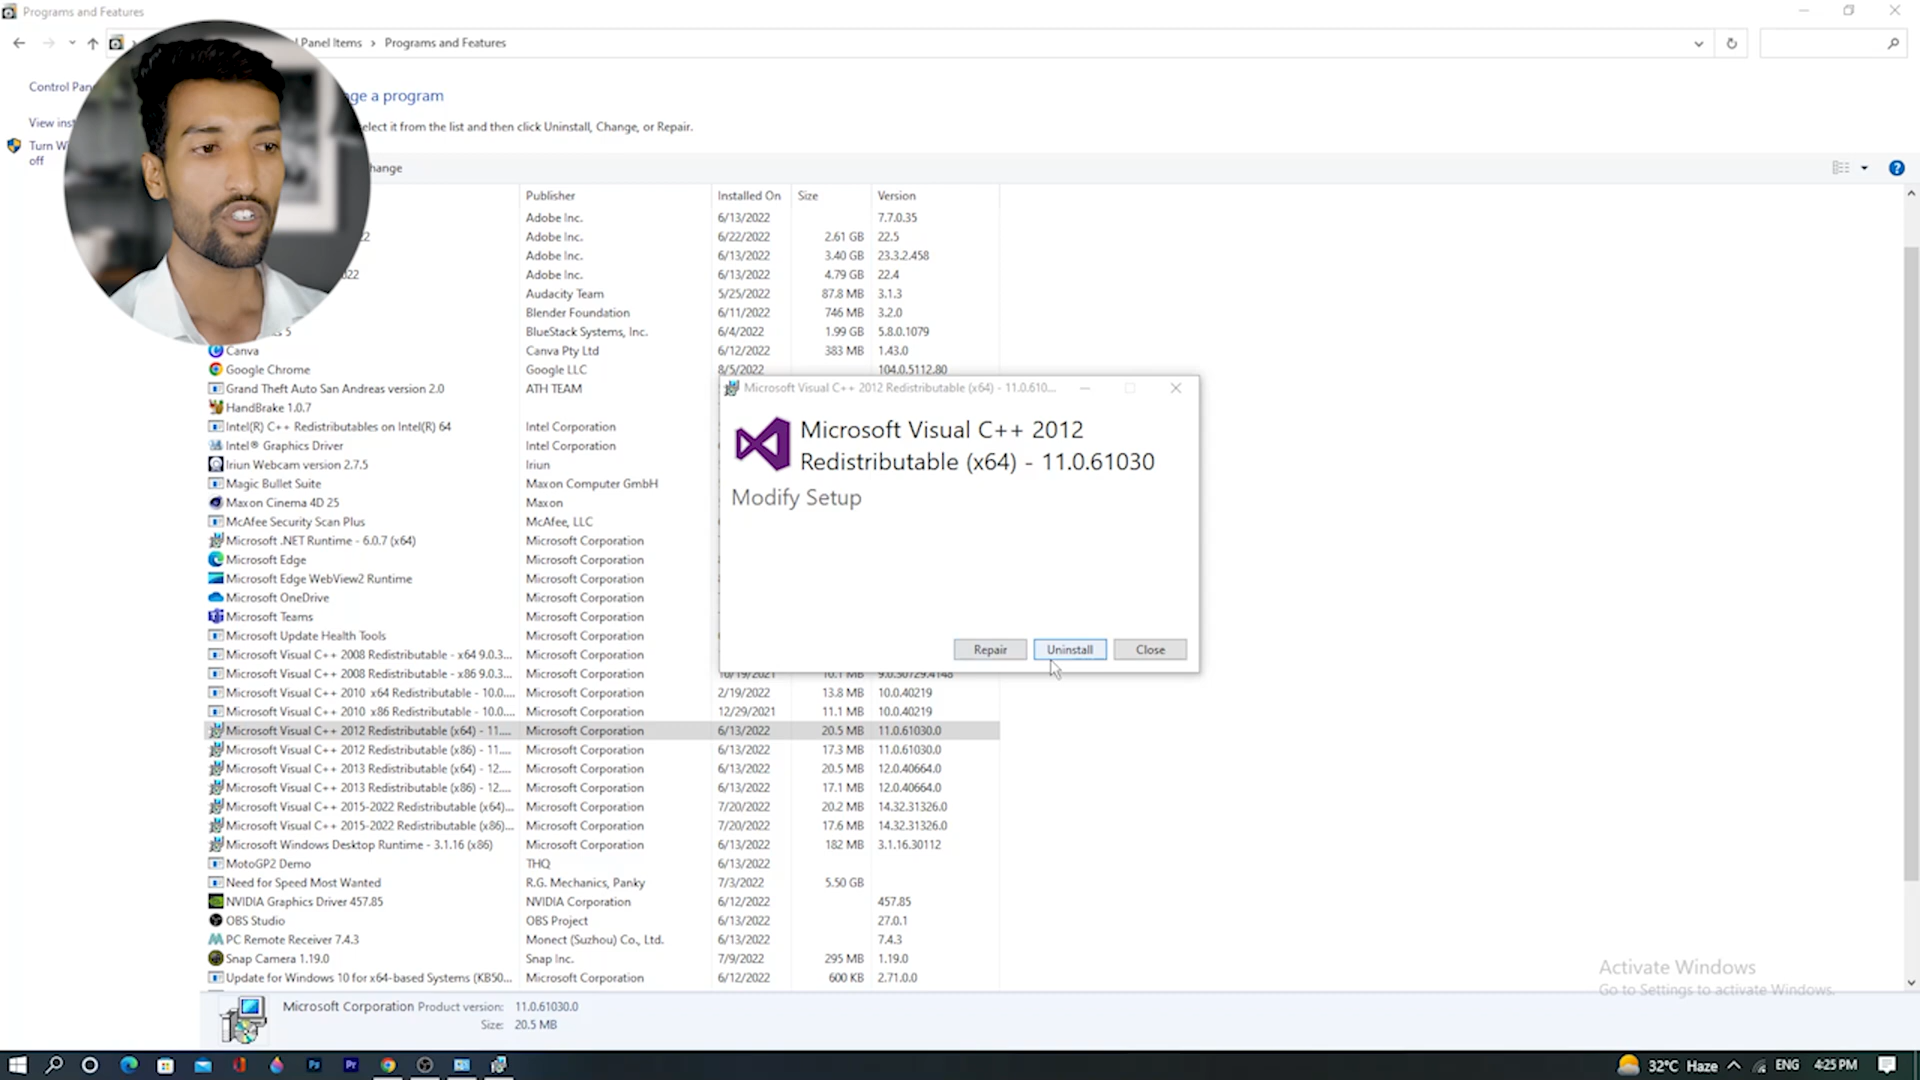 Programs and Features
l Panel Items > Programs and Features
Control Pan
ge a program
View inst
elect it from the list and then click Uninstall, Change, or Repair.
Turn W
off
hange
Publisher Installed On Size Version
Adobe Inc. 6/13/2022 7.7.0.35
2 Adobe Inc. 6/22/2022 2.61 GB 22.5
Adobe Inc. 6/13/2022 3.40 GB 23.3.2.458
022 Adobe Inc. 6/13/2022 4.79 GB 22.4
Audacity Team 5/25/2022 87.8 MB 3.1.3
Blender Foundation 6/11/2022 746 MB 3.2.0
s 5 BlueStack Systems, Inc. 6/4/2022 1.99 GB 5.8.0.1079
Canva Canva Pty Ltd 6/12/2022 383 MB 1.43.0
Google Chrome Google LLC 8/5/2022 104.0.5112.80
Grand Theft Auto San Andreas version 2.0 ATH TEAM
HandBrake 1.0.7
Intel(R) C++ Redistributables on Intel(R) 64 Intel Corporation
Intel® Graphics Driver Intel Corporation
Iriun Webcam version 2.7.5 Iriun
Magic Bullet Suite Maxon Computer GmbH
Maxon Cinema 4D 25 Maxon
McAfee Security Scan Plus McAfee, LLC
Microsoft .NET Runtime - 6.0.7 (x64) Microsoft Corporation
Microsoft Edge Microsoft Corporation
Microsoft Edge WebView2 Runtime Microsoft Corporation
Microsoft OneDrive Microsoft Corporation
Microsoft Teams Microsoft Corporation
Microsoft Update Health Tools Microsoft Corporation
Microsoft Visual C++ 2008 Redistributable - x64 9.0.3... Microsoft Corporation
Microsoft Visual C++ 2008 Redistributable - x86 9.0.3... Microsoft Corporation 10/19/2021 10.1 MB 9.0.30729.4148
Microsoft Visual C++ 2010 x64 Redistributable - 10.0.... Microsoft Corporation 2/19/2022 13.8 MB 10.0.40219
Microsoft Visual C++ 2010 x86 Redistributable - 10.0.... Microsoft Corporation 12/29/2021 11.1 MB 10.0.40219
Microsoft Visual C++ 2012 Redistributable (x64) - 11.... Microsoft Corporation 6/13/2022 20.5 MB 11.0.61030.0
Microsoft Visual C++ 2012 Redistributable (x86) - 11.... Microsoft Corporation 6/13/2022 17.3 MB 11.0.61030.0
Microsoft Visual C++ 2013 Redistributable (x64) - 12.... Microsoft Corporation 6/13/2022 20.5 MB 12.0.40664.0
Microsoft Visual C++ 2013 Redistributable (x86) - 12.... Microsoft Corporation 6/13/2022 17.1 MB 12.0.40664.0
Microsoft Visual C++ 2015-2022 Redistributable (x64)... Microsoft Corporation 7/20/2022 20.2 MB 14.32.31326.0
Microsoft Visual C++ 2015-2022 Redistributable (x86)... Microsoft Corporation 7/20/2022 17.6 MB 14.32.31326.0
Microsoft Windows Desktop Runtime - 3.1.16 (x86) Microsoft Corporation 6/13/2022 182 MB 3.1.16.30112
MotoGP2 Demo THQ 6/13/2022
Need for Speed Most Wanted R.G. Mechanics, Panky 7/3/2022 5.50 GB
NVIDIA Graphics Driver 457.85 NVIDIA Corporation 6/12/2022 457.85
OBS Studio OBS Project 6/13/2022 27.0.1
PC Remote Receiver 7.4.3 Monect (Suzhou) Co., Ltd. 6/13/2022 7.4.3
Snap Camera 1.19.0 Snap Inc. 7/9/2022 295 MB 1.19.0
Update for Windows 10 for x64-based Systems (KB50... Microsoft Corporation 6/12/2022 600 KB 2.71.0.0
Microsoft Visual C++ 2012 Redistributable (x64) - 11.0.610...
Microsoft Visual C++ 2012
Redistributable (x64) - 11.0.61030
Modify Setup
Repair Uninstall Close
Activate Windows
Go to Settings to activate Windows.
Microsoft Corporation Product version: 11.0.61030.0
Size: 20.5 MB
Ps Pr 32°C Haze ENG 4:25 PM